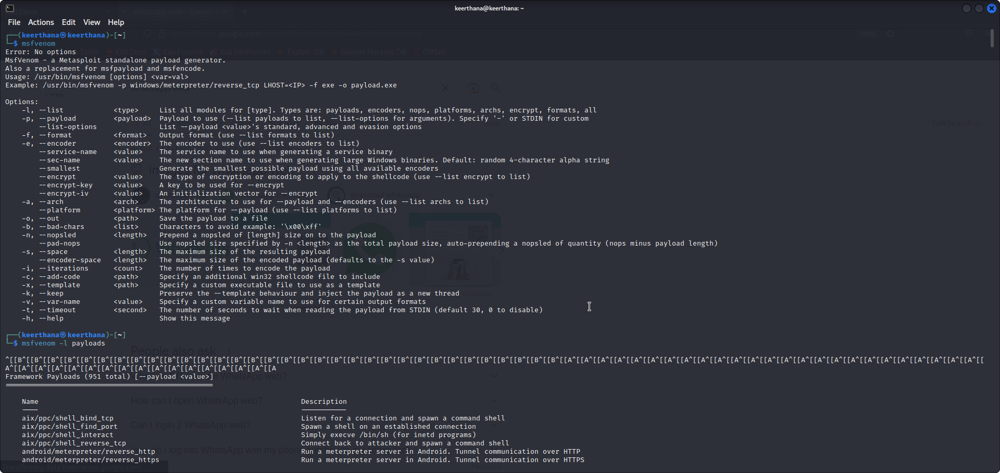 keerthana@keerthana: ~
File Actions Edit View Help
┌──(keerthana㉿keerthana)-[~]
└─$ msfvenom
Error: No options
MsfVenom - a Metasploit standalone payload generator.
Also a replacement for msfpayload and msfencode.
Usage: /usr/bin/msfvenom [options] <var=val>
Example: /usr/bin/msfvenom -p windows/meterpreter/reverse_tcp LHOST=<IP> -f exe -o payload.exe
Options:
-l, --list <type> List all modules for [type]. Types are: payloads, encoders, nops, platforms, archs, encrypt, formats, all
-p, --payload <payload> Payload to use (--list payloads to list, --list-options for arguments). Specify '-' or STDIN for custom
--list-options List --payload <value>'s standard, advanced and evasion options
-f, --format <format> Output format (use --list formats to list)
-e, --encoder <encoder> The encoder to use (use --list encoders to list)
--service-name <value> The service name to use when generating a service binary
--sec-name <value> The new section name to use when generating large Windows binaries. Default: random 4-character alpha string
--smallest Generate the smallest possible payload using all available encoders
--encrypt <value> The type of encryption or encoding to apply to the shellcode (use --list encrypt to list)
--encrypt-key <value> A key to be used for --encrypt
--encrypt-iv <value> An initialization vector for --encrypt
-a, --arch <arch> The architecture to use for --payload and --encoders (use --list archs to list)
--platform <platform> The platform for --payload (use --list platforms to list)
-o, --out <path> Save the payload to a file
-b, --bad-chars <list> Characters to avoid example: '\x00\xff'
-n, --nopsled <length> Prepend a nopsled of [length] size on to the payload
--pad-nops Use nopsled size specified by -n <length> as the total payload size, auto-prepending a nopsled of quantity (nops minus payload length)
-s, --space <length> The maximum size of the resulting payload
--encoder-space <length> The maximum size of the encoded payload (defaults to the -s value)
-i, --iterations <count> The number of times to encode the payload
-c, --add-code <path> Specify an additional win32 shellcode file to include
-x, --template <path> Specify a custom executable file to use as a template
-k, --keep Preserve the --template behaviour and inject the payload as a new thread
-v, --var-name <value> Specify a custom variable name to use for certain output formats
-t, --timeout <second> The number of seconds to wait when reading the payload from STDIN (default 30, 0 to disable)
-h, --help Show this message
┌──(keerthana㉿keerthana)-[~]
└─$ msfvenom -l payloads
^[[B^[[B^[[B^[[B^[[B^[[B^[[B^[[B^[[B^[[B^[[B^[[B^[[B^[[B^[[B^[[B^[[B^[[B^[[B^[[B^[[B^[[B^[[B^[[B^[[B^[[B^[[B^[[B^[[B^[[B^[[B^[[B^[[B^[[A^[[A^[[A^[[A^[[A^[[A^[[A^[[A^[[A^[[A^[[A^[[A^[[A^[[A^[[A^[[A^[[A^[[A^[[A^[[A^[[A^[[A^[[A^[[A^[[A^[[
A^[[A^[[A^[[A^[[A^[[A^[[A^[[A^[[A^[[A^[[A^[[A^[[A^[[A^[[A^[[A^[[A
Framework Payloads (951 total) [--payload <value>]
Name Description
aix/ppc/shell_bind_tcp Listen for a connection and spawn a command shell
aix/ppc/shell_find_port Spawn a shell on an established connection
aix/ppc/shell_interact Simply execve /bin/sh (for inetd programs)
aix/ppc/shell_reverse_tcp Connect back to attacker and spawn a command shell
android/meterpreter/reverse_http Run a meterpreter server in Android. Tunnel communication over HTTP
android/meterpreter/reverse_https Run a meterpreter server in Android. Tunnel communication over HTTPS